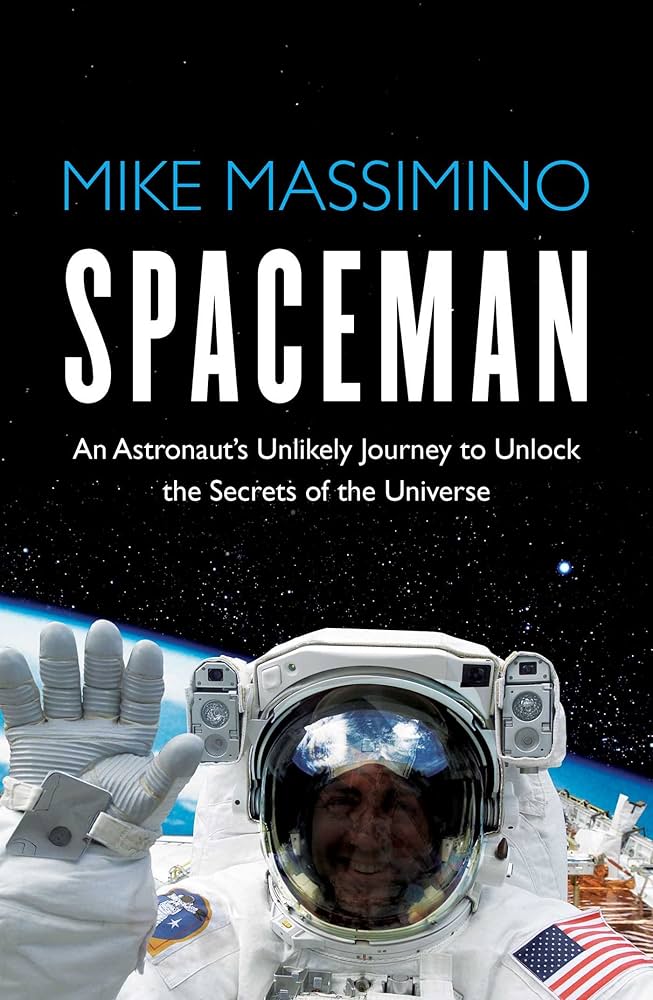 MIKE MASSIMINO
SPACEMAN
An Astronaut's Unlikely Journey to Unlock
the Secrets of the Universe